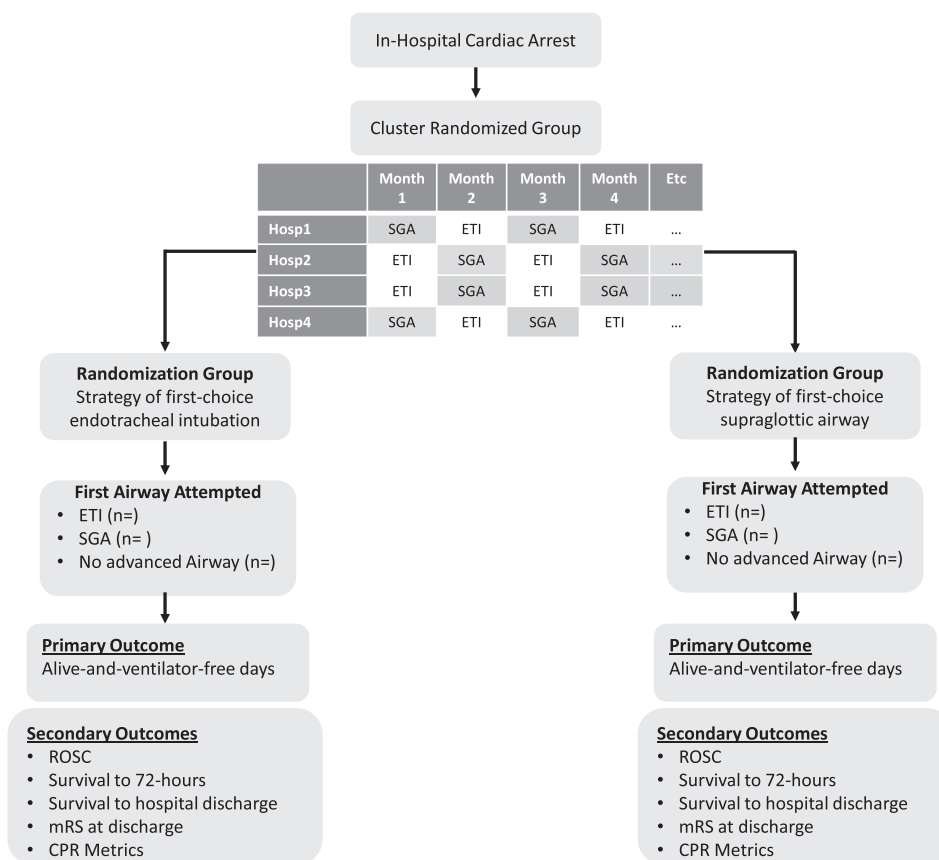 In-Hospital Cardiac Arrest
Cluster Randomized Group
Month 1 Month 2 Month 3 Month 4 Etc
Hosp1 SGA ETI SGA ETI ...
Hosp2 ETI SGA ETI SGA ...
Hosp3 ETI SGA ETI SGA ...
Hosp4 SGA ETI SGA ETI ...
Randomization Group
Strategy of first-choice
endotracheal intubation
First Airway Attempted
• ETI (n=)
• SGA (n= )
• No advanced Airway (n=)
Primary Outcome
Alive-and-ventilator-free days
Secondary Outcomes
• ROSC
• Survival to 72-hours
• Survival to hospital discharge
• mRS at discharge
• CPR Metrics
Randomization Group
Strategy of first-choice
supraglottic airway
First Airway Attempted
• ETI (n=)
• SGA (n= )
• No advanced Airway (n=)
Primary Outcome
Alive-and-ventilator-free days
Secondary Outcomes
• ROSC
• Survival to 72-hours
• Survival to hospital discharge
• mRS at discharge
• CPR Metrics